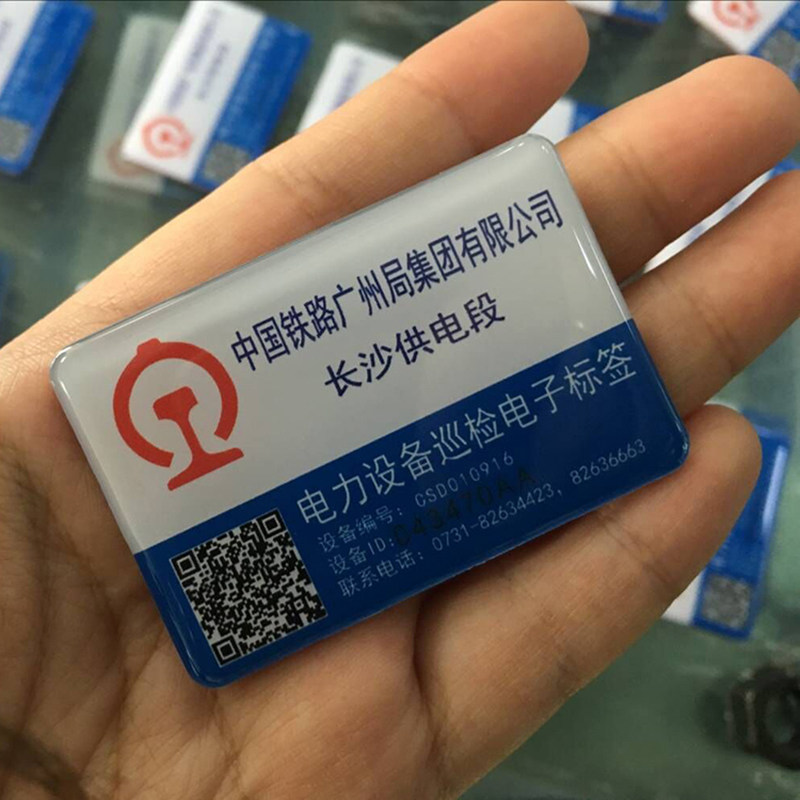 中国铁路广州局集团有限公司
长沙供电段
电力设备巡检电子标签
设备编号：CSD010916
设备ID:C43470AA
联系电话：0731-82634423，82636663